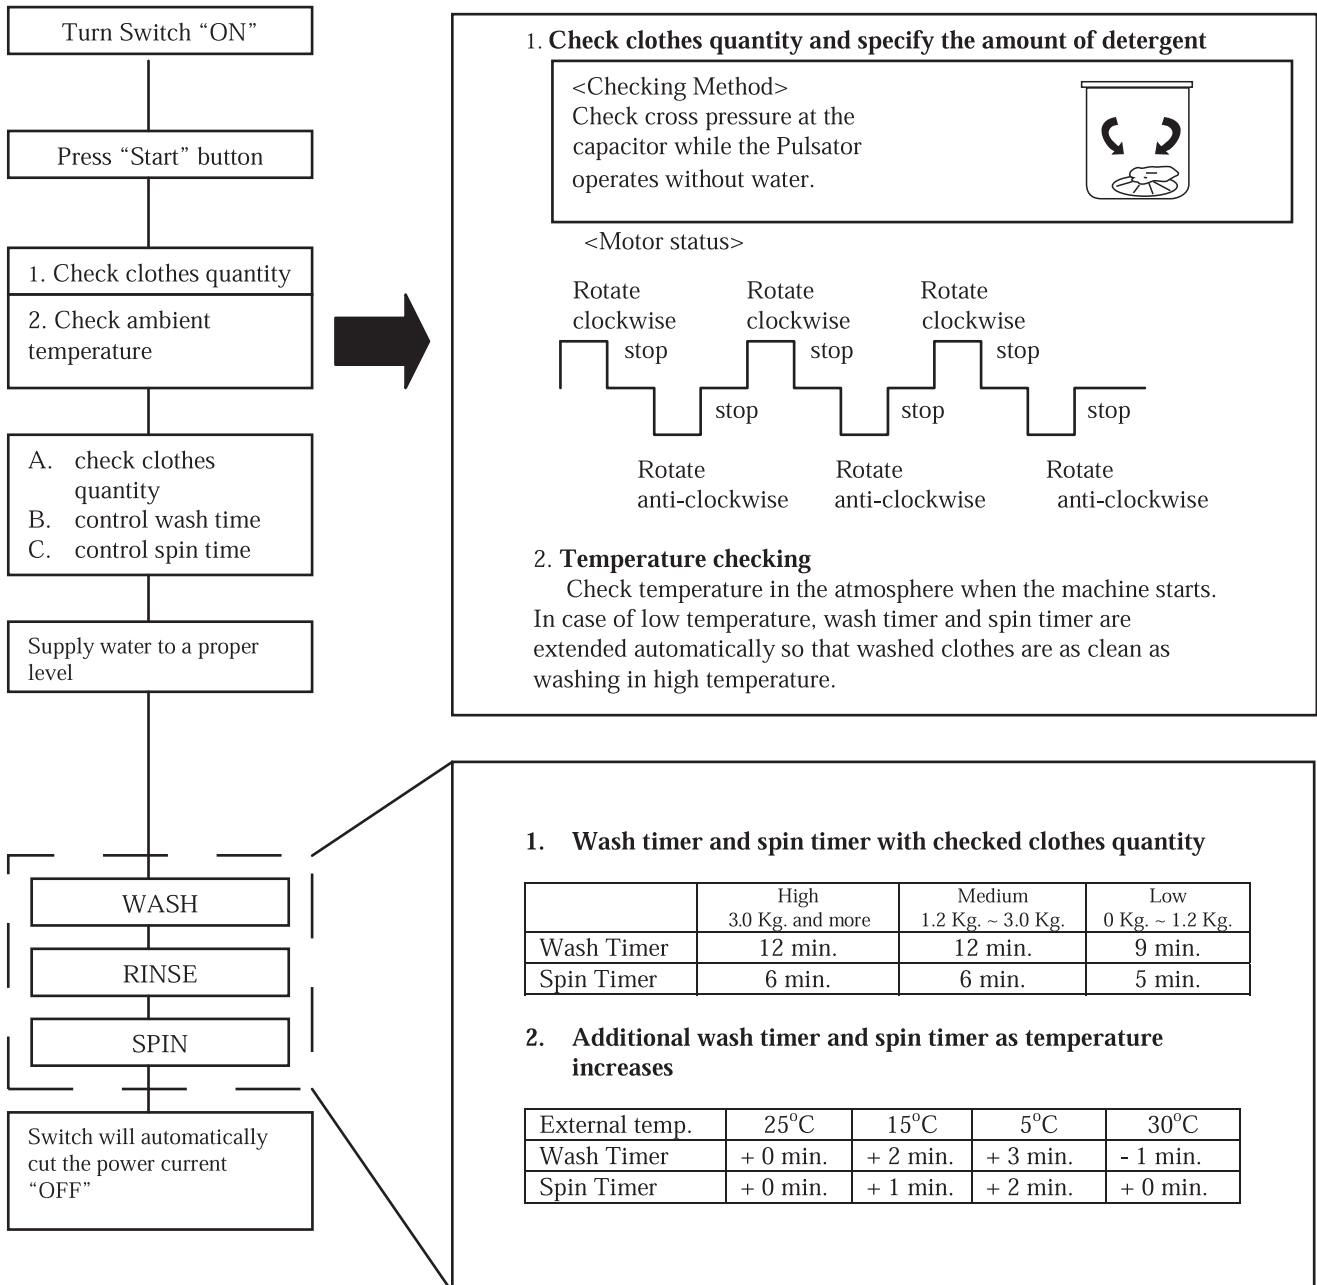 Turn Switch “ON”
Press “Start” button
1. Check clothes quantity
2. Check ambient
temperature
A. check clothes
quantity
B. control wash time
C. control spin time
Supply water to a proper
level
WASH
RINSE
SPIN
Switch will automatically
cut the power current
“OFF”
1. Check clothes quantity and specify the amount of detergent
<Checking Method>
Check cross pressure at the
capacitor while the Pulsator
operates without water.
<Motor status>
Rotate Rotate Rotate
clockwise clockwise clockwise
stop stop stop
stop stop stop
Rotate Rotate Rotate
anti-clockwise anti-clockwise anti-clockwise
2. Temperature checking
Check temperature in the atmosphere when the machine starts.
In case of low temperature, wash timer and spin timer are
extended automatically so that washed clothes are as clean as
washing in high temperature.
1. Wash timer and spin timer with checked clothes quantity
High Medium Low
3.0 Kg. and more 1.2 Kg. ~ 3.0 Kg. 0 Kg. ~ 1.2 Kg.
Wash Timer 12 min. 12 min. 9 min.
Spin Timer 6 min. 6 min. 5 min.
2. Additional wash timer and spin timer as temperature
increases
External temp. 25°C 15°C 5°C 30°C
Wash Timer + 0 min. + 2 min. + 3 min. - 1 min.
Spin Timer + 0 min. + 1 min. + 2 min. + 0 min.